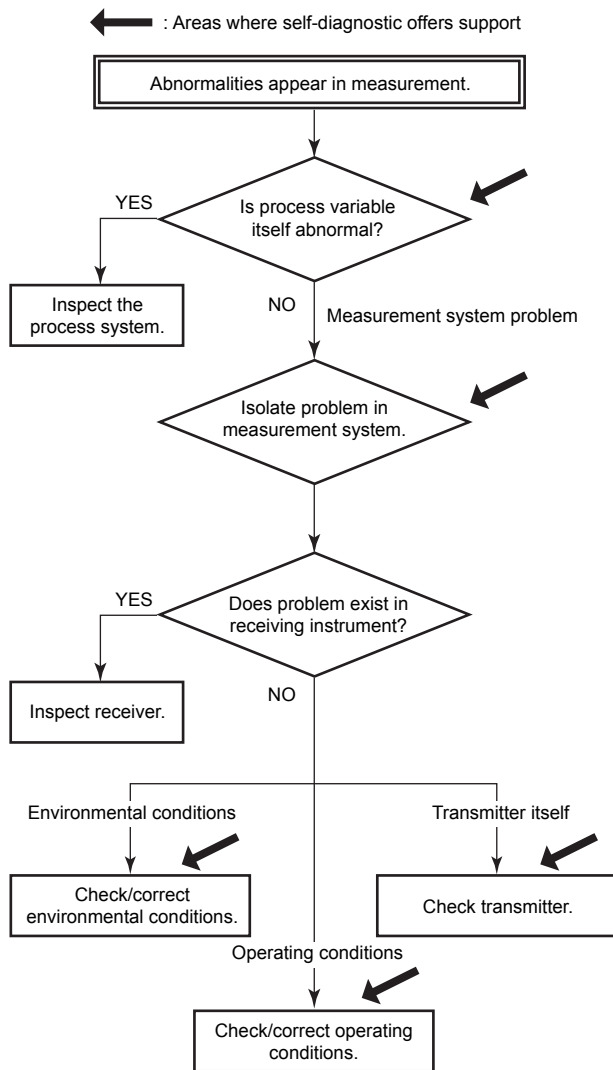 : Areas where self-diagnostic offers support
Abnormalities appear in measurement.
YES
Is process variable
itself abnormal?
Inspect the
process system.
NO
Measurement system problem
Isolate problem in
measurement system.
YES
Does problem exist in
receiving instrument?
Inspect receiver.
NO
Environmental conditions
Transmitter itself
Check/correct
environmental conditions.
Check transmitter.
Operating conditions
Check/correct operating
conditions.